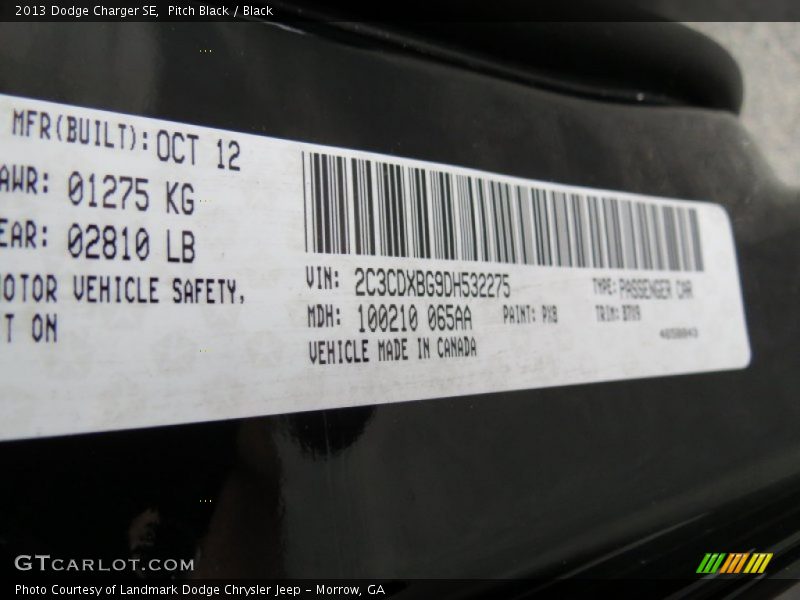 2013 Dodge Charger SE, Pitch Black / Black
MFR(BUILT): OCT 12
AWR: 01275 KG
EAR: 02810 LB
MOTOR VEHICLE SAFETY,
T ON
VIN: 2C3CDXBG9DH532275
TYPE: PASSENGER CAR
MDH: 100210 065AA
PAINT: PXB
TRIM:
VEHICLE MADE IN CANADA
GTCARLOT.COM
Photo Courtesy of Landmark Dodge Chrysler Jeep – Morrow, GA